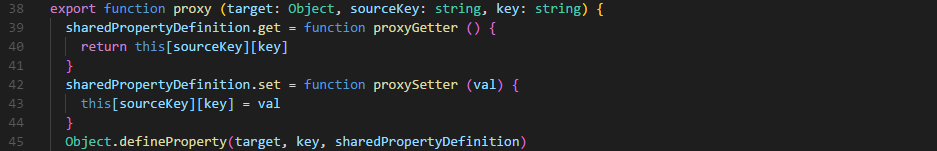 38 export function proxy (target: Object, sourceKey: string, key: string) {
39   sharedPropertyDefinition.get = function proxyGetter () {
40     return this[sourceKey][key]
41   }
42   sharedPropertyDefinition.set = function proxySetter (val) {
43     this[sourceKey][key] = val
44   }
45   Object.defineProperty(target, key, sharedPropertyDefinition)